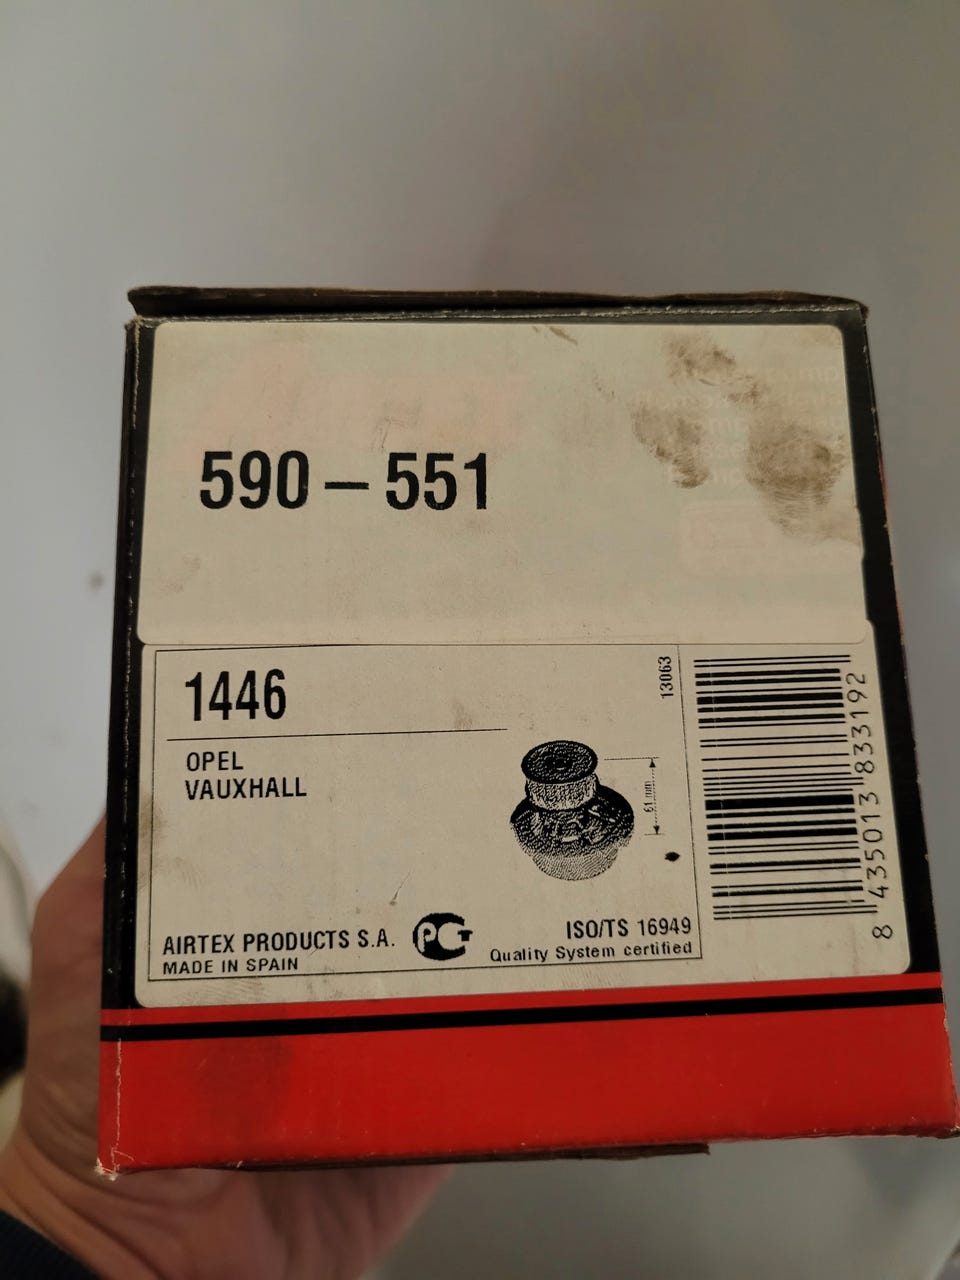 590 – 551
1446
OPEL
VAUXHALL
13063
61 mm
AIRTEX PRODUCTS S.A.
MADE IN SPAIN
PCT
ISO/TS 16949
Quality System certified
8 435013 833192